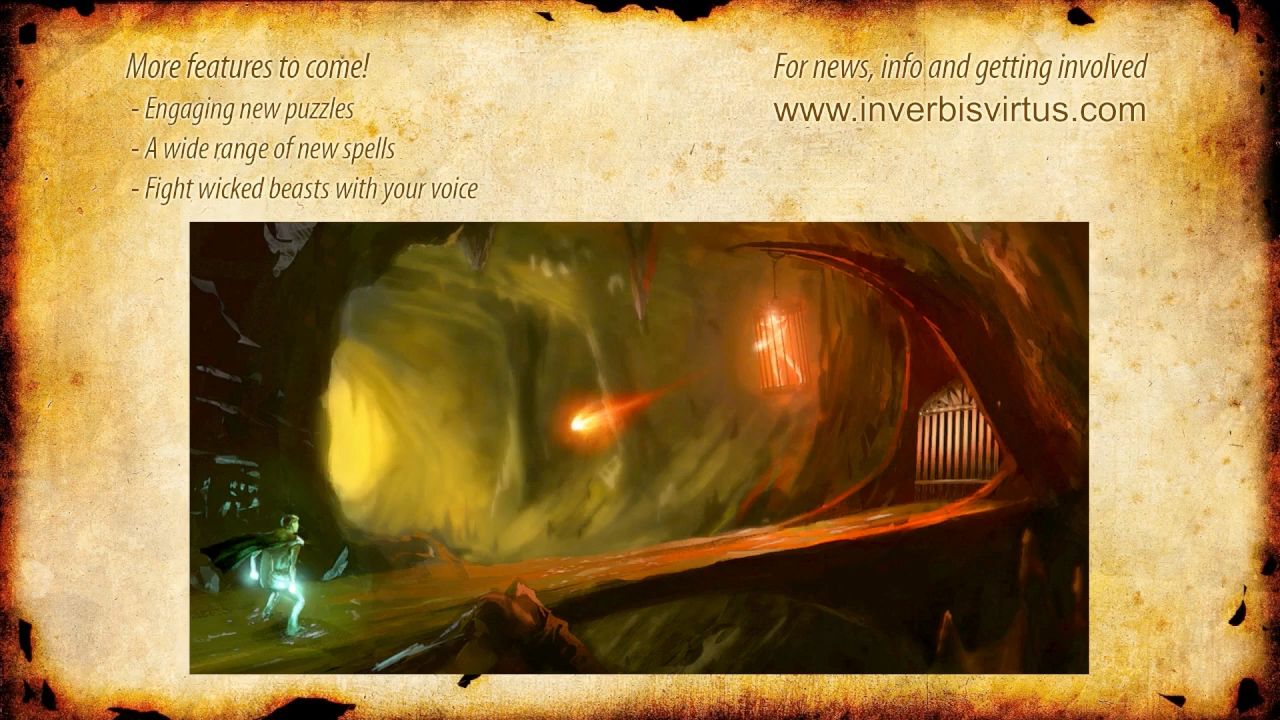 More features to come!
- Engaging new puzzles
- A wide range of new spells
- Fight wicked beasts with your voice
For news, info and getting involved
www.inverbisvirtus.com